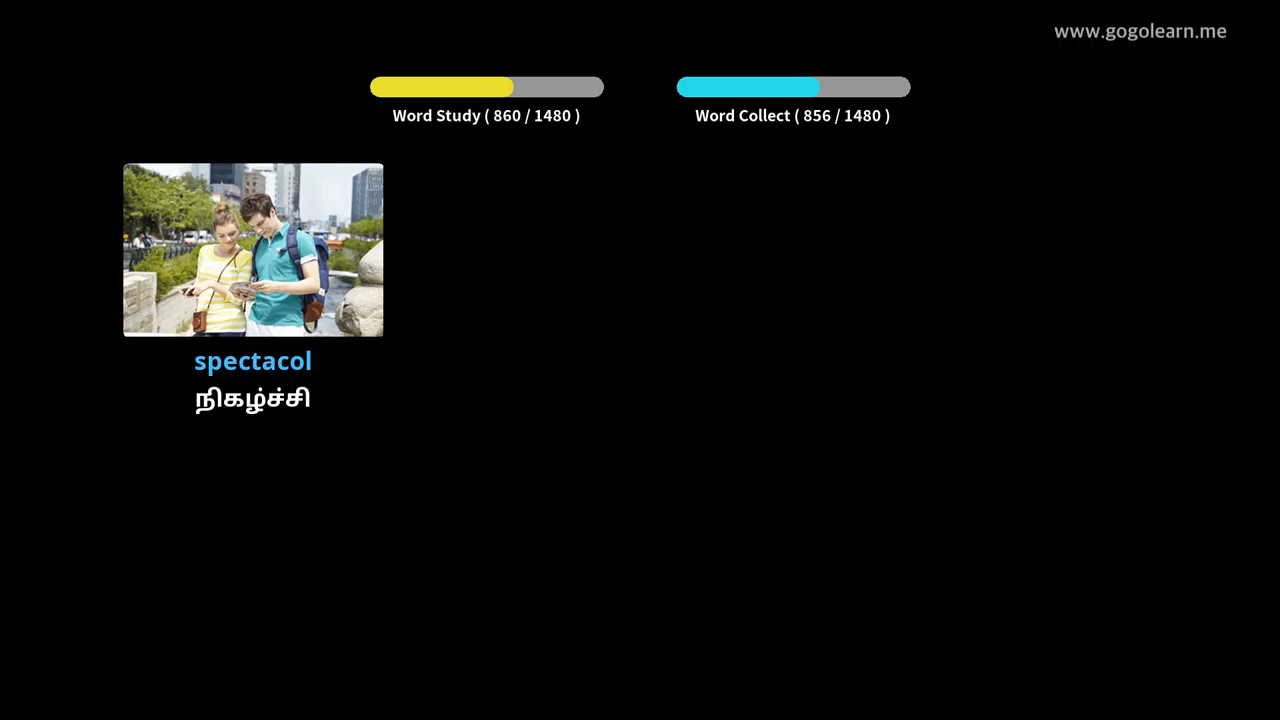 www.gogolearn.me
Word Study ( 860 / 1480 )
Word Collect ( 856 / 1480 )
spectacol
நிகழ்ச்சி